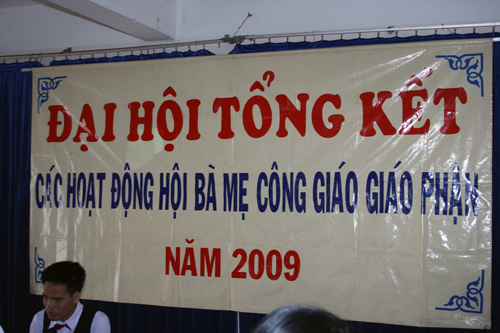 ĐẠI HỘI TỔNG KẾT
CÁC HOẠT ĐỘNG HỘI BÀ MẸ CÔNG GIÁO GIÁO PHẬN
NĂM 2009